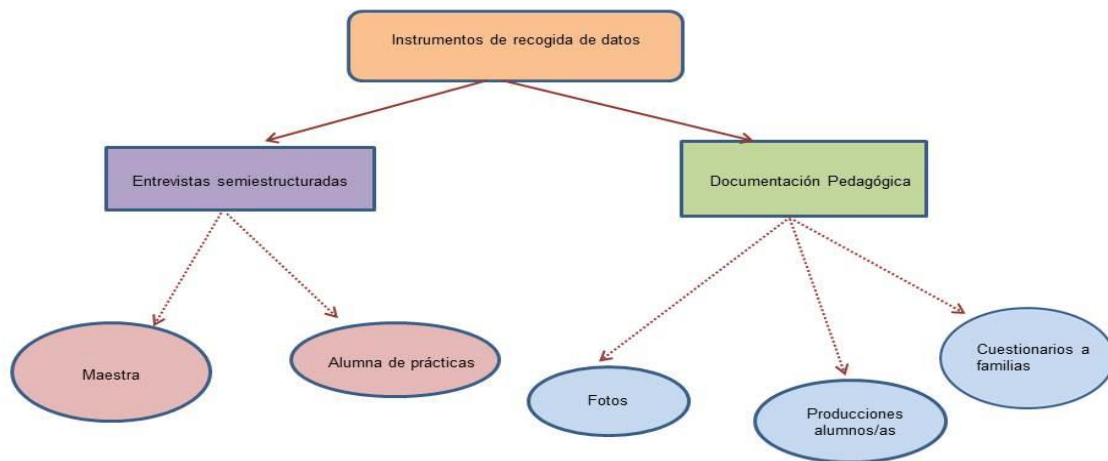 Instrumentos de recogida de datos
Entrevistas semiestructuradas
Documentación Pedagógica
Maestra
Alumna de prácticas
Fotos
Producciones
alumnos/as
Cuestionarios a
familias